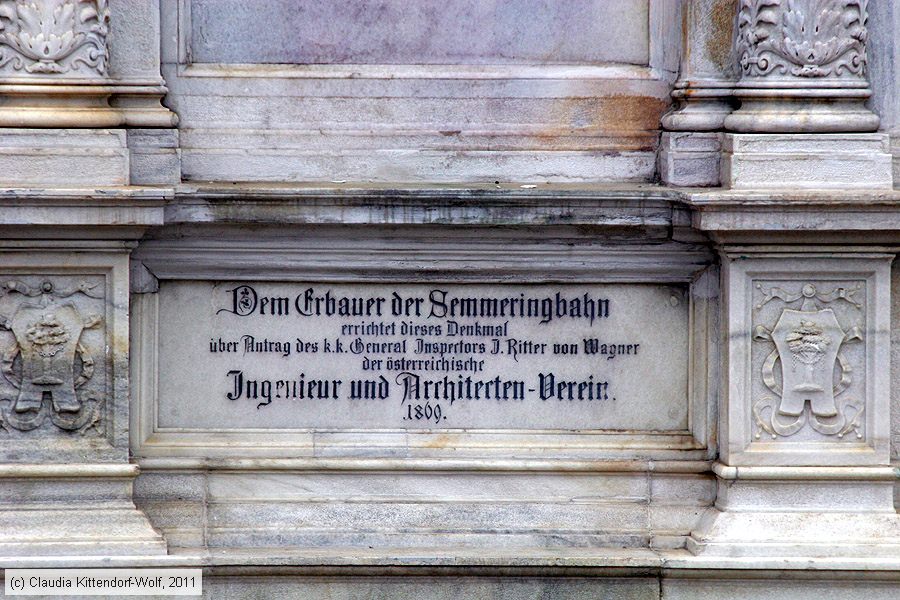 Dem Erbauer der Semmeringbahn
errichtet dieses Denkmal
über Antrag des k.k. General Inspectors J. Ritter von Wagner
der österreichische
Ingenieur und Architecten-Verein.
.1869.
(c) Claudia Kittendorf-Wolf, 2011